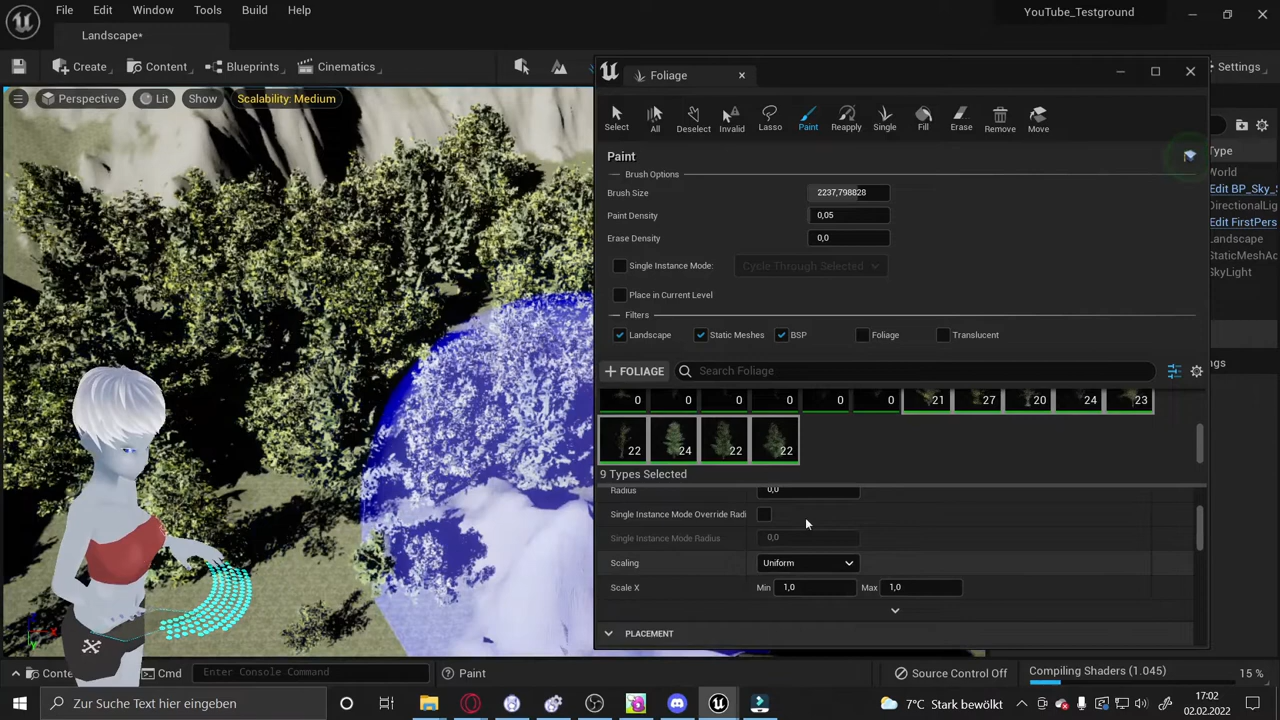 File Edit Window Tools Build Help
YouTube_Testground
Landscape*
Create Content Blueprints Cinematics
Settings
Foliage
Perspective Lit Show Scalability: Medium
Select All Deselect Invalid Lasso Paint Reapply Single Fill Erase Remove Move
Type
Paint
World
Brush Options
Edit BP_Sky_
Brush Size 2237,798828
DirectionalLig
Paint Density 0,05
Edit FirstPers
Erase Density 0,0
Landscape
StaticMeshAc
Single Instance Mode: Cycle Through Selected
SkyLight
Place in Current Level
Filters
Landscape Static Meshes BSP Foliage Translucent
ngs
+ FOLIAGE Search Foliage
0 0 0 0 0 0 21 27 20 24 23
22 24 22 22
9 Types Selected
Radius 0,0
Single Instance Mode Override Radi
Single Instance Mode Radius 0,0
Scaling Uniform
Scale X Min 1,0 Max 1,0
PLACEMENT
Conte Cmd Enter Console Command Paint Source Control Off Compiling Shaders (1.045) 15 %
Zur Suche Text hier eingeben
7°C Stark bewölkt
17:02
02.02.2022